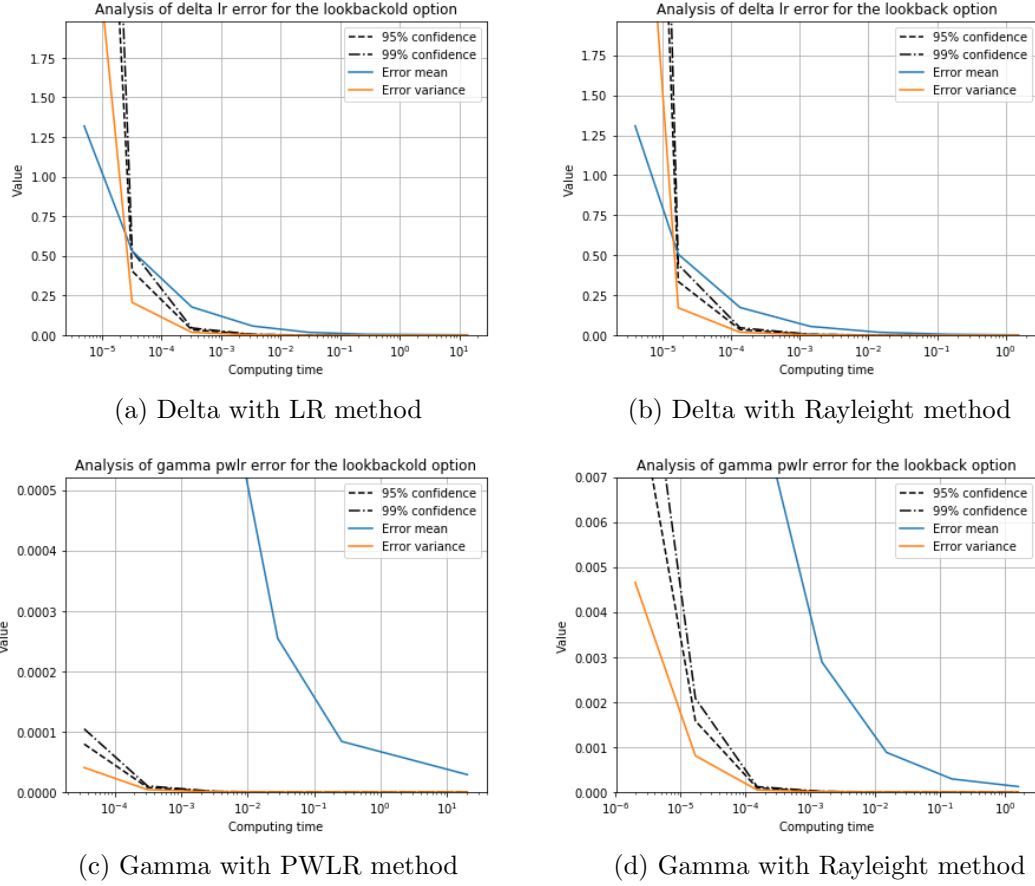 Analysis of delta lr error for the lookbackold option
95% confidence
99% confidence
Error mean
Error variance
1.75
1.50
1.25
1.00
0.75
0.50
0.25
0.00
Value
10⁻⁵ 10⁻⁴ 10⁻³ 10⁻² 10⁻¹ 10⁰ 10¹
Computing time
(a) Delta with LR method
Analysis of delta lr error for the lookback option
95% confidence
99% confidence
Error mean
Error variance
1.75
1.50
1.25
1.00
0.75
0.50
0.25
0.00
Value
10⁻⁵ 10⁻⁴ 10⁻³ 10⁻² 10⁻¹ 10⁰
Computing time
(b) Delta with Rayleight method
Analysis of gamma pwlr error for the lookbackold option
95% confidence
99% confidence
Error mean
Error variance
0.0005
0.0004
0.0003
0.0002
0.0001
0.0000
Value
10⁻⁴ 10⁻³ 10⁻² 10⁻¹ 10⁰ 10¹
Computing time
(c) Gamma with PWLR method
Analysis of gamma pwlr error for the lookback option
95% confidence
99% confidence
Error mean
Error variance
0.007
0.006
0.005
0.004
0.003
0.002
0.001
0.000
Value
10⁻⁶ 10⁻⁵ 10⁻⁴ 10⁻³ 10⁻² 10⁻¹ 10⁰
Computing time
(d) Gamma with Rayleight method